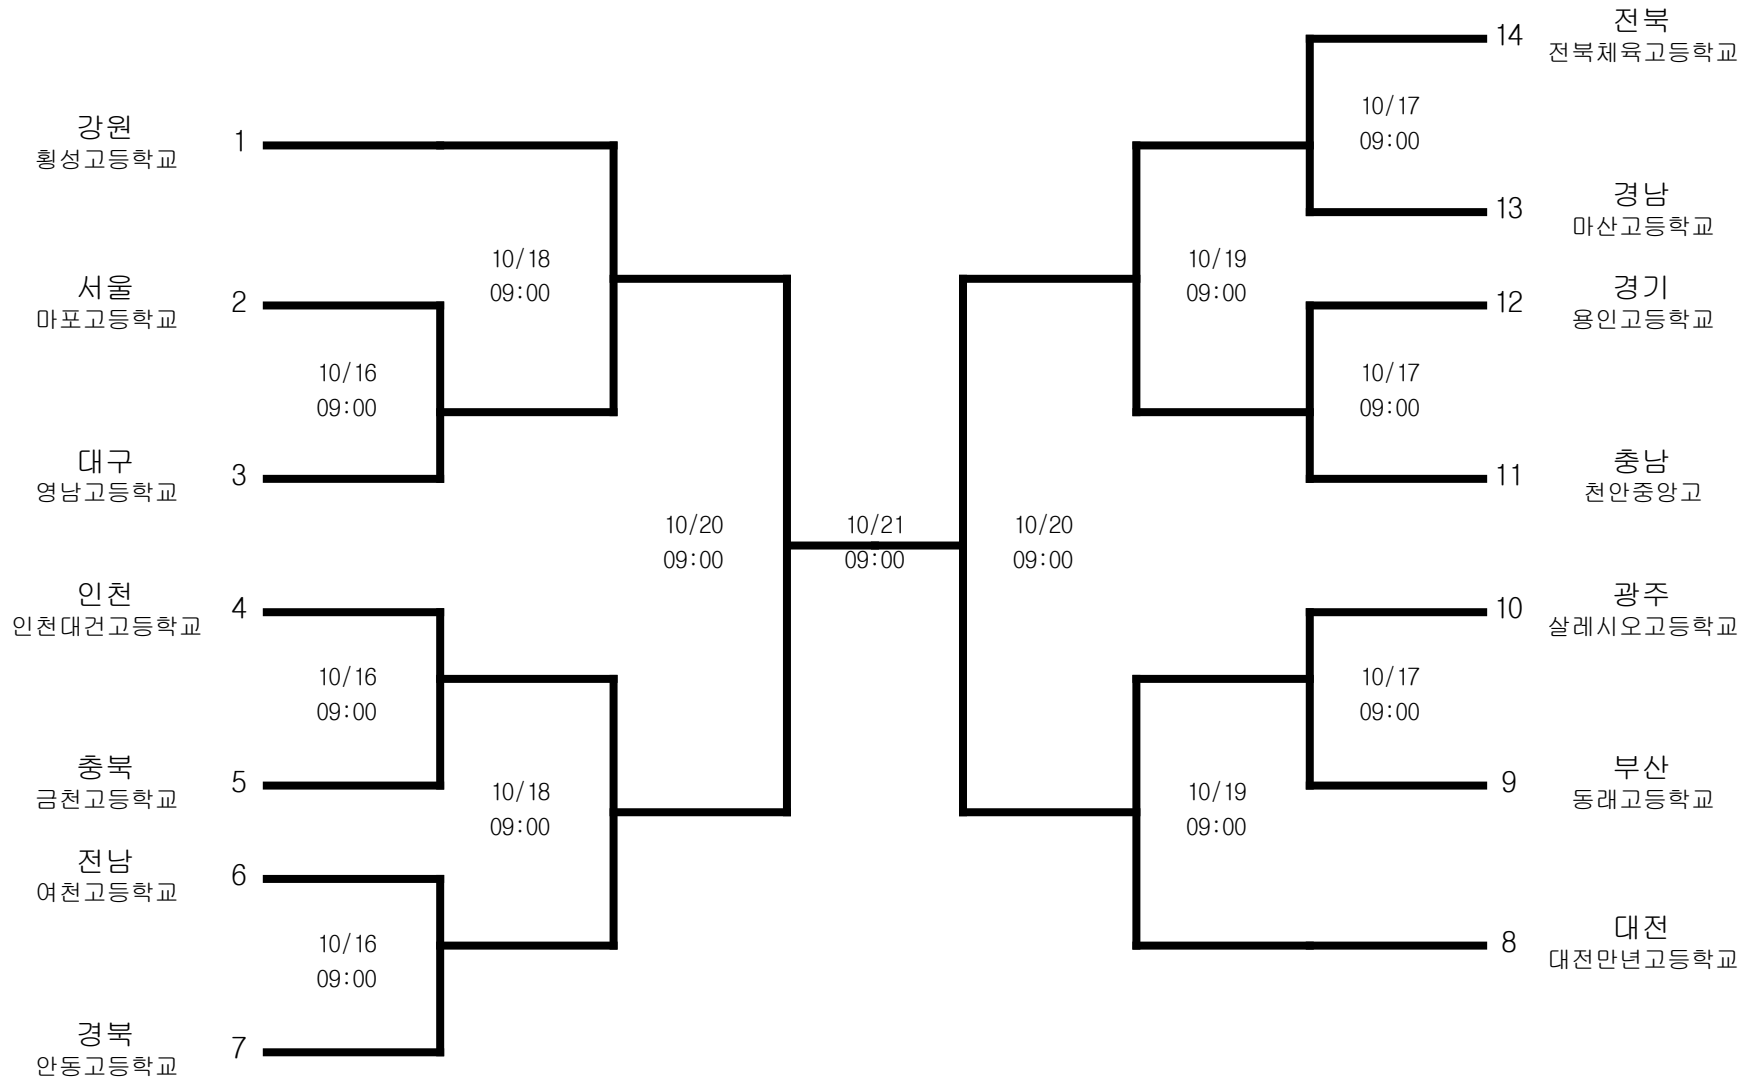 전북
14
전북체육고등학교
10/17
09:00
강원
1
횡성고등학교
경남
13
마산고등학교
10/18
09:00
10/19
09:00
서울
2
마포고등학교
경기
12
용인고등학교
10/16
09:00
10/17
09:00
대구
3
영남고등학교
충남
11
천안중앙고
10/20
09:00
10/21
09:00
10/20
09:00
인천
4
인천대건고등학교
광주
10
살레시오고등학교
10/16
09:00
10/17
09:00
충북
5
금천고등학교
부산
9
동래고등학교
10/18
09:00
10/19
09:00
전남
6
여천고등학교
10/16
09:00
대전
8
대전만년고등학교
경북
7
안동고등학교